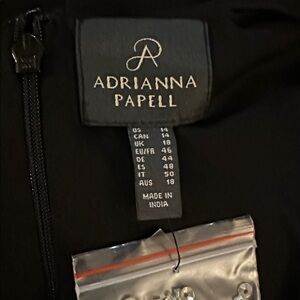 ADRIANNA
PAPELL
US 14
CAN 14
UK 18
EU/FR 46
DE 44
ES 48
IT 50
AUS 18
MADE IN
INDIA